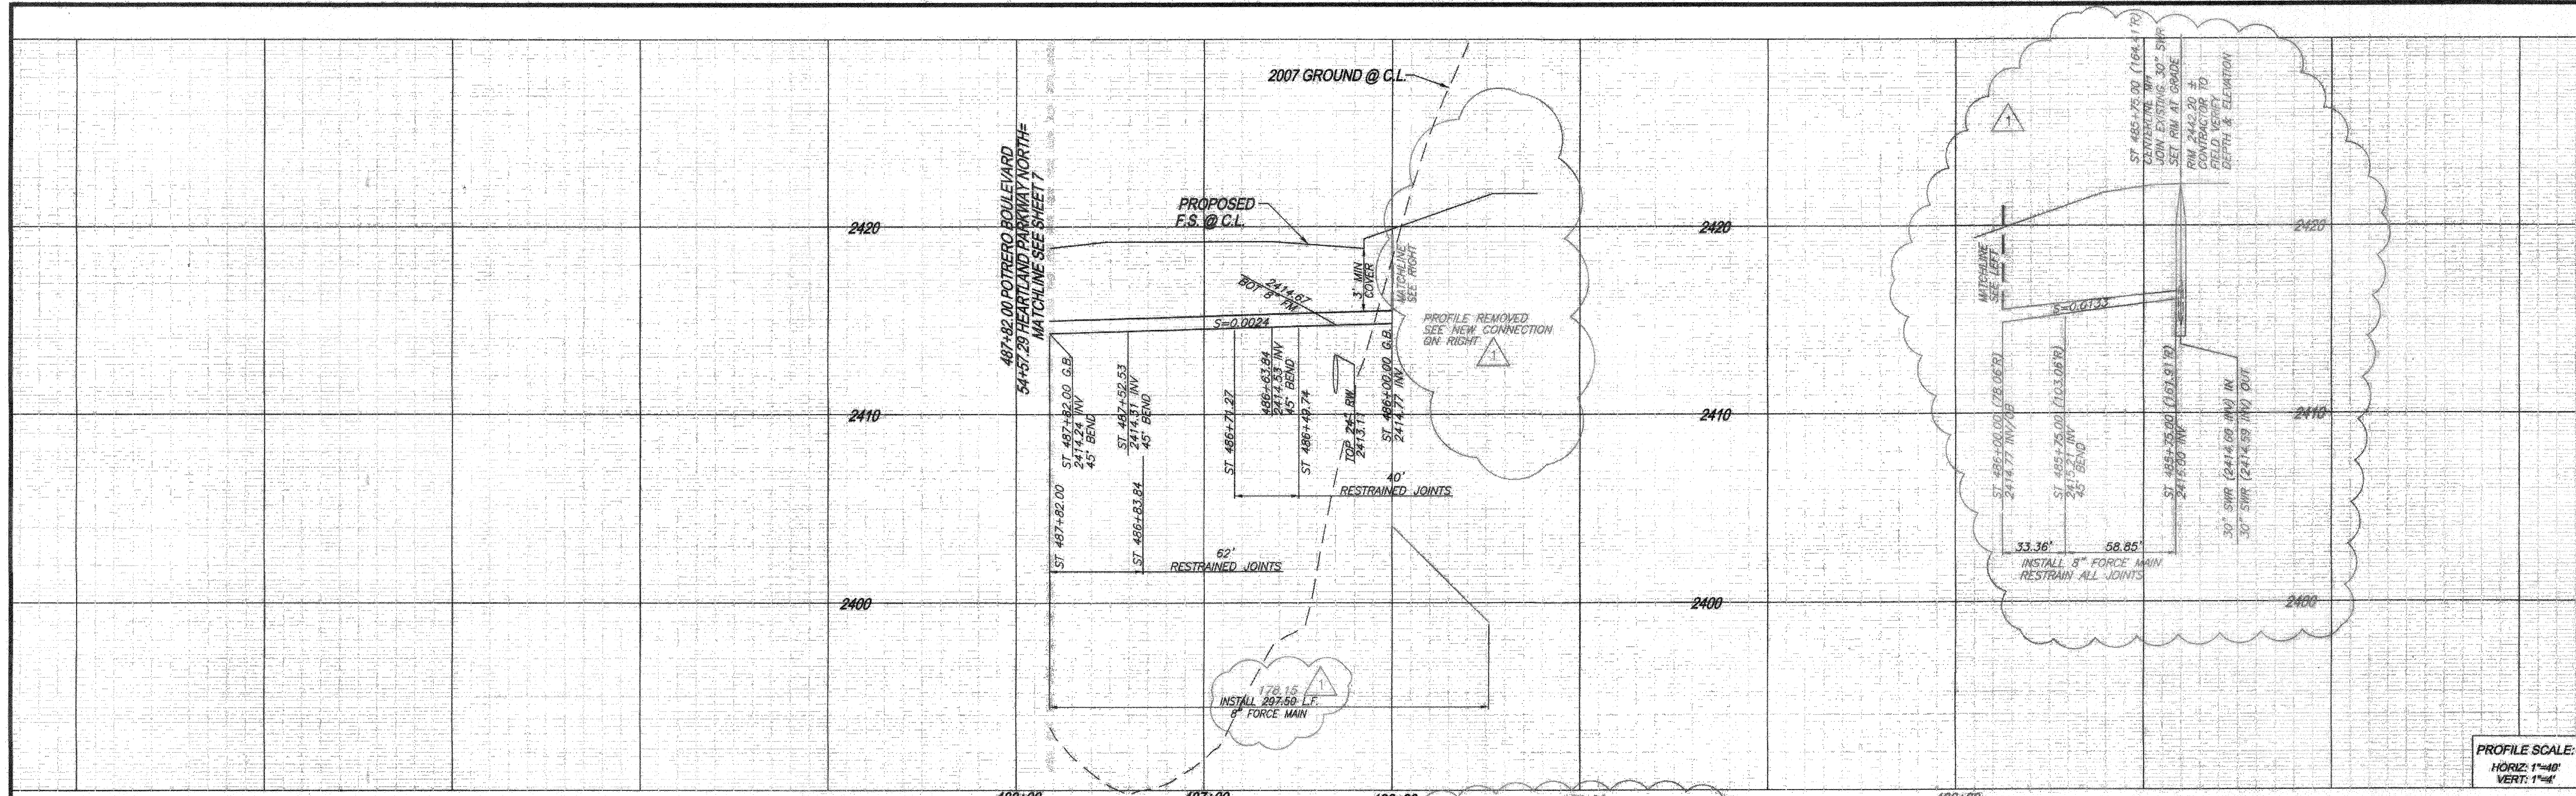 2007 GROUND @ C.L.
487+82.00 POTRERO BOULEVARD
54+57.29 HEARTLAND PARKWAY NORTH=
MATCHLINE SEE SHEET 7
PROPOSED
F.S. @ C.L.
2420
2410
2400
2414.67
BOT 8" FM
3' MIN
COVER
MATCHLINE
SEE RIGHT
S=0.0024
PROFILE REMOVED
SEE NEW CONNECTION
ON RIGHT
1
ST 487+82.00 G.B.
2414.24 INV
45° BEND
ST 487+52.53
2414.31 INV
45° BEND
ST 486+71.27
486+63.84
2414.53 INV
45° BEND
ST 486+49.74
TOP 24" RW
2413.17
ST 486+00.00 G.B.
2414.77 INV
ST 487+82.00
ST 486+83.84
40'
RESTRAINED JOINTS
62'
RESTRAINED JOINTS
178.15
1
INSTALL 297.50 L.F.
8" FORCE MAIN
2420
2410
2400
1
ST 485+75.00 (164.41'R)
CENTERLINE MH
JOIN EXISTING 30" SWR
SET RIM AT GRADE
RIM 2442.20 ±
CONTRACTOR TO
FIELD VERIFY
DEPTH & ELEVATION
MATCHLINE
SEE LEFT
S=0.0133
2420
2410
2400
ST 486+00.00 (78.06'R)
2414.77 INV/GB
ST 485+75.00 (103.06'R)
2415.21 INV
45° BEND
ST 485+75.00 (161.91'R)
2416.00 INV
30" SWR (2414.60 INV) IN
30" SWR (2414.59 INV) OUT
33.36'
58.85'
INSTALL 8" FORCE MAIN
RESTRAIN ALL JOINTS
PROFILE SCALE:
HORIZ: 1"=40'
VERT: 1"=4'